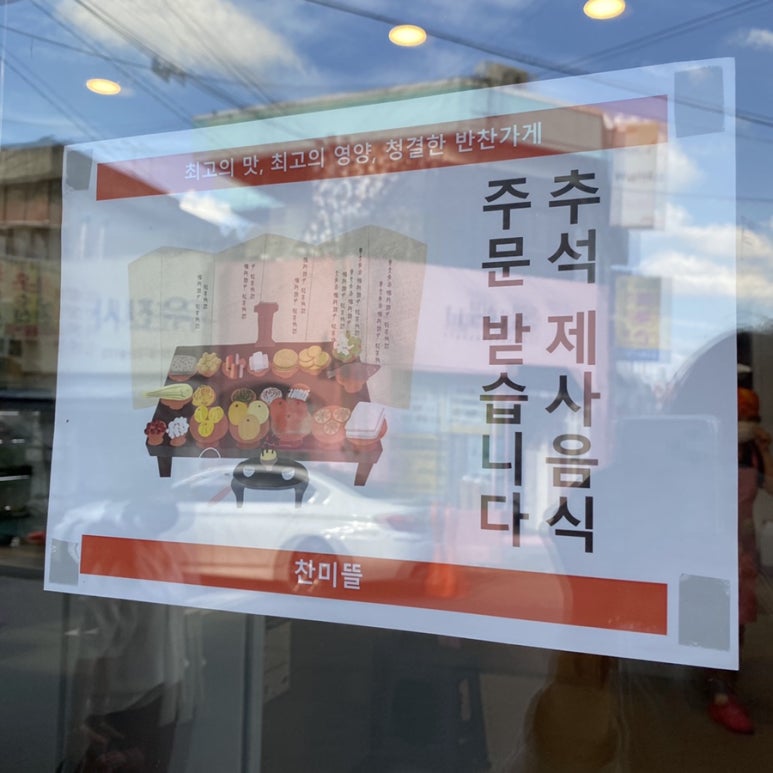 최고의 맛, 최고의 영양, 청결한 반찬가게
추석 제사음식
주문 받습니다
찬미뜰